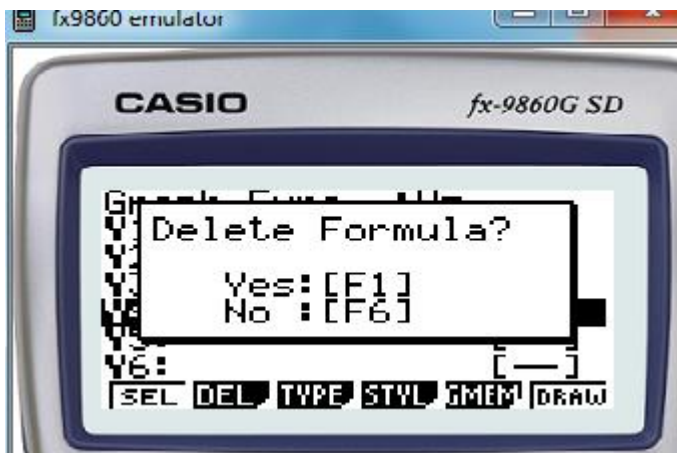 fx9860 emulator
CASIO fx-9860G SD
Delete Formula?
Yes:[F1]
No :[F6]
Y6: [—]
SEL DEL TYPE STYL GMEM DRAW